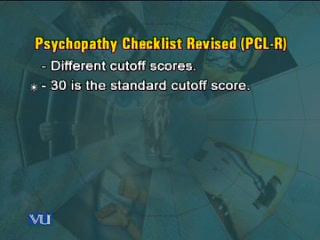 Psychopathy Checklist Revised (PCL-R)
- Different cutoff scores.
- 30 is the standard cutoff score.
VU